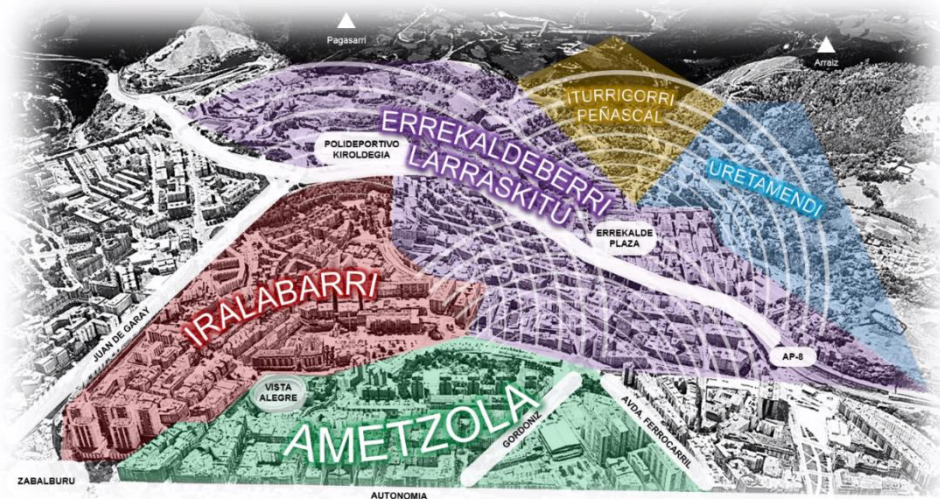 Pagasarri
Arraiz
ITURRIGORRI
PEÑASCAL
ERREKALDEBERRI
LARRASKITU
POLIDEPORTIVO
KIROLDEGIA
URETAMENDI
ERREKALDE
PLAZA
IRALABARRI
JUAN DE GARAY
AP-8
VISTA
ALEGRE
AMETZOLA
GORDONIZ
AVDA FERROCARRIL
ZABALBURU
AUTONOMIA